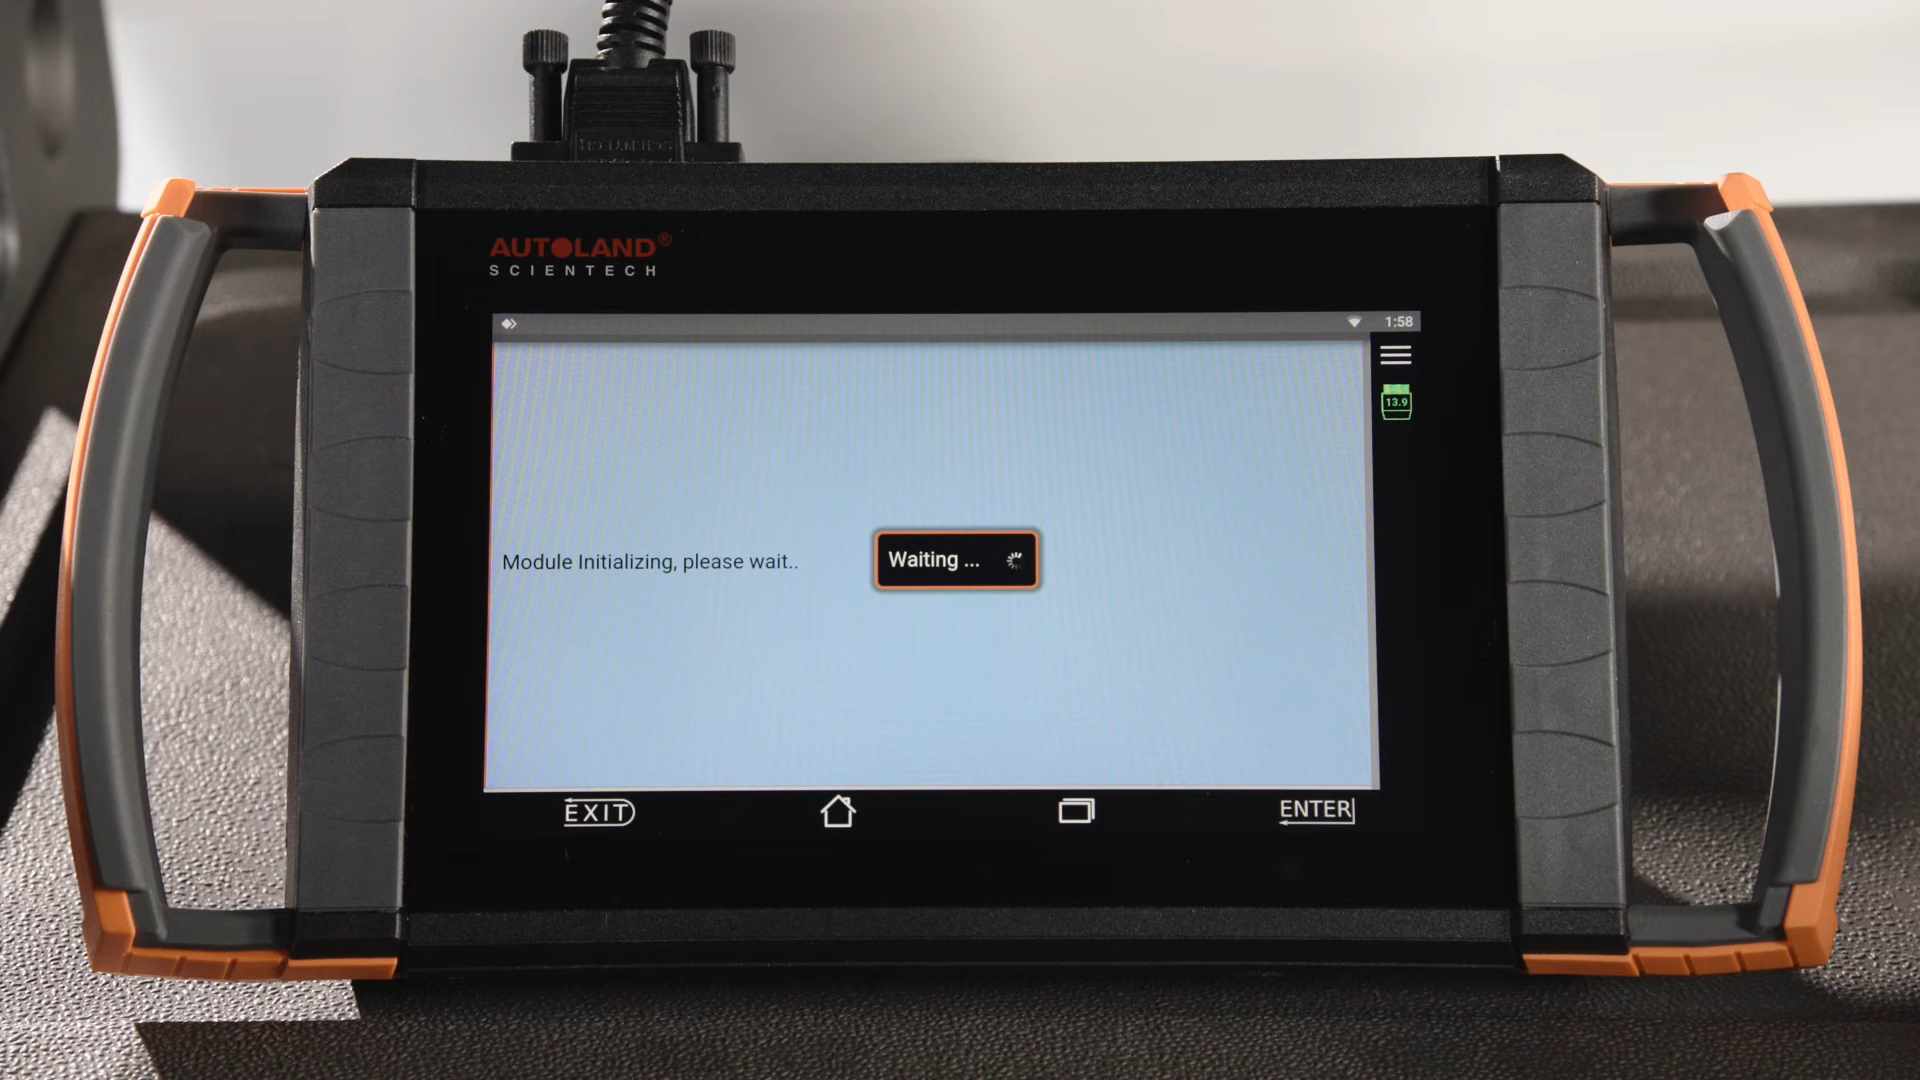 AUTOLAND®
SCIENTECH
1:58
13.9
Module Initializing, please wait..
Waiting ...
EXIT
ENTER